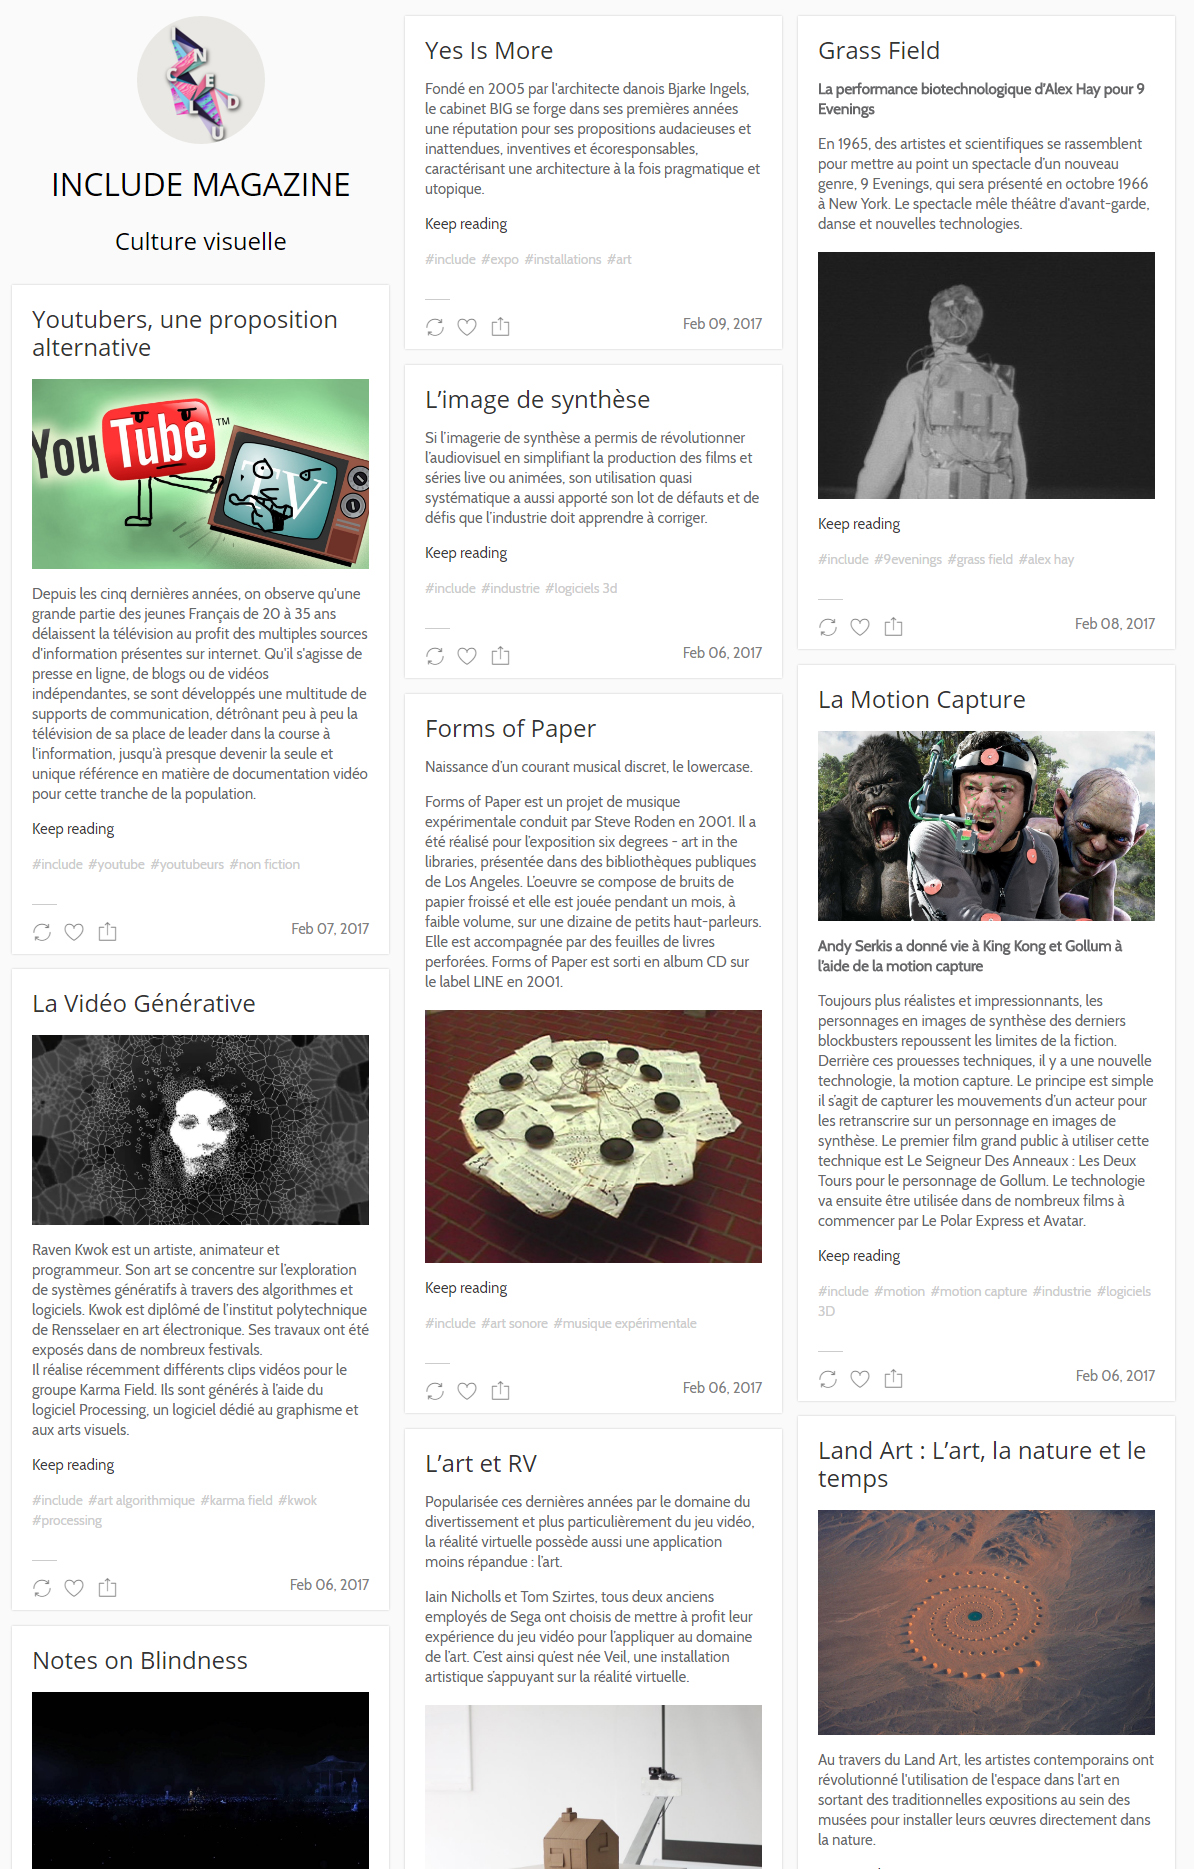 I
N
C
E
L
D
U
INCLUDE MAGAZINE
Culture visuelle
Youtubers, une proposition
alternative
YouTube™
TV
Depuis les cinq dernières années, on observe qu'une
grande partie des jeunes Français de 20 à 35 ans
délaissent la télévision au profit des multiples sources
d'information présentes sur internet. Qu'il s'agisse de
presse en ligne, de blogs ou de vidéos
indépendantes, se sont développés une multitude de
supports de communication, détrônant peu à peu la
télévision de sa place de leader dans la course à
l'information, jusqu'à presque devenir la seule et
unique référence en matière de documentation vidéo
pour cette tranche de la population.
Keep reading
#include #youtube #youtubeurs #non fiction
Feb 07, 2017
La Vidéo Générative
Raven Kwok est un artiste, animateur et
programmeur. Son art se concentre sur l'exploration
de systèmes génératifs à travers des algorithmes et
logiciels. Kwok est diplômé de l'institut polytechnique
de Rensselaer en art électronique. Ses travaux ont été
exposés dans de nombreux festivals.
Il réalise récemment différents clips vidéos pour le
groupe Karma Field. Ils sont générés à l'aide du
logiciel Processing, un logiciel dédié au graphisme et
aux arts visuels.
Keep reading
#include #art algorithmique #karma field #kwok
#processing
Feb 06, 2017
Notes on Blindness
Yes Is More
Fondé en 2005 par l'architecte danois Bjarke Ingels,
le cabinet BIG se forge dans ses premières années
une réputation pour ses propositions audacieuses et
inattendues, inventives et écoresponsables,
caractérisant une architecture à la fois pragmatique et
utopique.
Keep reading
#include #expo #installations #art
Feb 09, 2017
L'image de synthèse
Si l'imagerie de synthèse a permis de révolutionner
l'audiovisuel en simplifiant la production des films et
séries live ou animées, son utilisation quasi
systématique a aussi apporté son lot de défauts et de
défis que l'industrie doit apprendre à corriger.
Keep reading
#include #industrie #logiciels 3d
Feb 06, 2017
Forms of Paper
Naissance d'un courant musical discret, le lowercase.
Forms of Paper est un projet de musique
expérimentale conduit par Steve Roden en 2001. Il a
été réalisé pour l'exposition six degrees - art in the
libraries, présentée dans des bibliothèques publiques
de Los Angeles. L'oeuvre se compose de bruits de
papier froissé et elle est jouée pendant un mois, à
faible volume, sur une dizaine de petits haut-parleurs.
Elle est accompagnée par des feuilles de livres
perforées. Forms of Paper est sorti en album CD sur
le label LINE en 2001.
Keep reading
#include #art sonore #musique expérimentale
Feb 06, 2017
L'art et RV
Popularisée ces dernières années par le domaine du
divertissement et plus particulièrement du jeu vidéo,
la réalité virtuelle possède aussi une application
moins répandue : l'art.
Iain Nicholls et Tom Szirtes, tous deux anciens
employés de Sega ont choisis de mettre à profit leur
expérience du jeu vidéo pour l'appliquer au domaine
de l'art. C'est ainsi qu'est née Veil, une installation
artistique s'appuyant sur la réalité virtuelle.
Grass Field
La performance biotechnologique d'Alex Hay pour 9
Evenings
En 1965, des artistes et scientifiques se rassemblent
pour mettre au point un spectacle d'un nouveau
genre, 9 Evenings, qui sera présenté en octobre 1966
à New York. Le spectacle mêle théâtre d'avant-garde,
danse et nouvelles technologies.
Keep reading
#include #9evenings #grass field #alex hay
Feb 08, 2017
La Motion Capture
Andy Serkis a donné vie à King Kong et Gollum à
l'aide de la motion capture
Toujours plus réalistes et impressionnants, les
personnages en images de synthèse des derniers
blockbusters repoussent les limites de la fiction.
Derrière ces prouesses techniques, il y a une nouvelle
technologie, la motion capture. Le principe est simple
il s'agit de capturer les mouvements d'un acteur pour
les retranscrire sur un personnage en images de
synthèse. Le premier film grand public à utiliser cette
technique est Le Seigneur Des Anneaux : Les Deux
Tours pour le personnage de Gollum. Le technologie
va ensuite être utilisée dans de nombreux films à
commencer par Le Polar Express et Avatar.
Keep reading
#include #motion #motion capture #industrie #logiciels
3D
Feb 06, 2017
Land Art : L'art, la nature et le
temps
Au travers du Land Art, les artistes contemporains ont
révolutionné l'utilisation de l'espace dans l'art en
sortant des traditionnelles expositions au sein des
musées pour installer leurs œuvres directement dans
la nature.